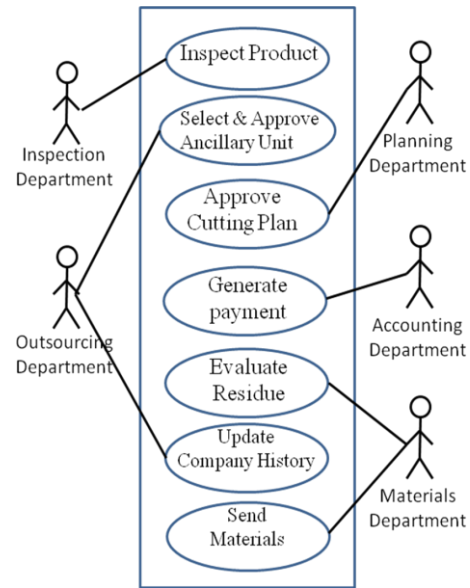 Inspect Product
Select & Approve
Ancillary Unit
Approve
Cutting Plan
Generate
payment
Evaluate
Residue
Update
Company History
Send
Materials
Inspection
Department
Outsourcing
Department
Planning
Department
Accounting
Department
Materials
Department